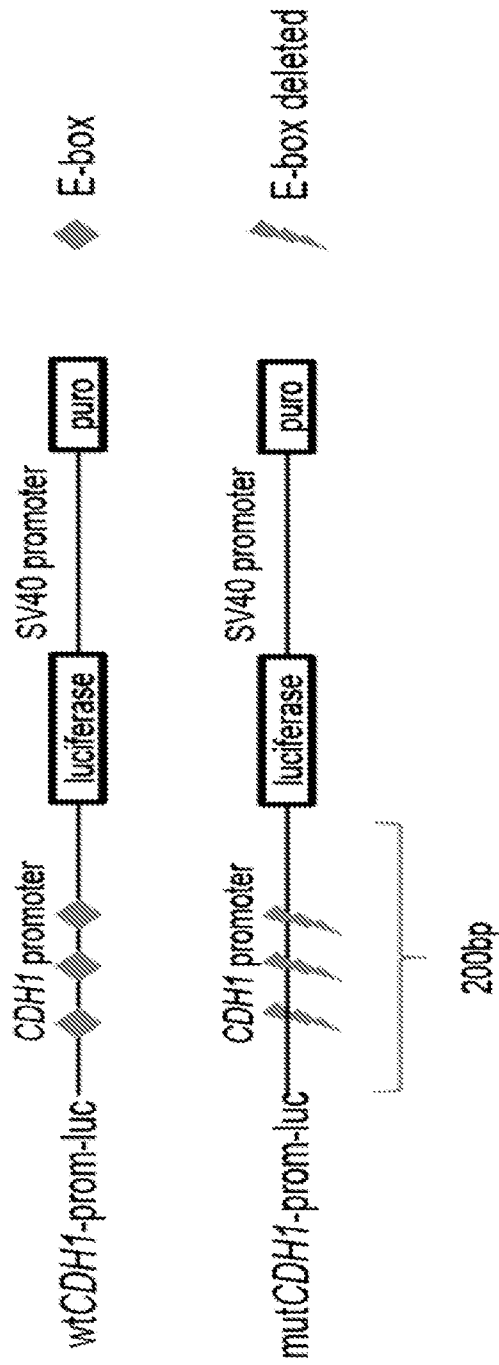 wtCDH1-prom-luc
CDH1 promoter
luciferase
SV40 promoter
puro
E-box
mutCDH1-prom-luc
CDH1 promoter
luciferase
SV40 promoter
puro
E-box deleted
200bp